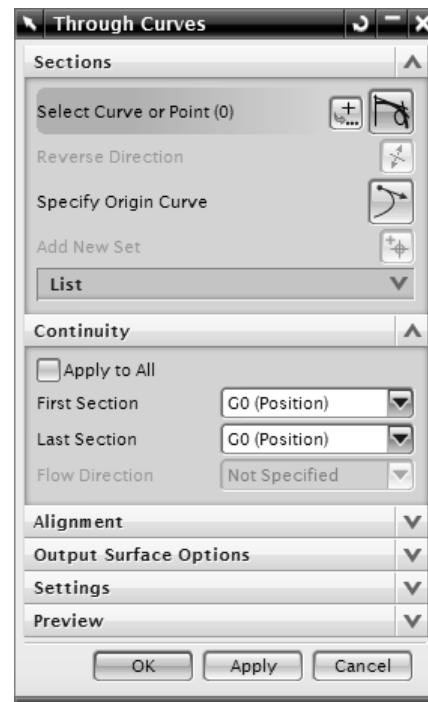 Through Curves
Sections
Select Curve or Point (0)
Reverse Direction
Specify Origin Curve
Add New Set
List
Continuity
Apply to All
First Section G0 (Position)
Last Section G0 (Position)
Flow Direction Not Specified
Alignment
Output Surface Options
Settings
Preview
OK Apply Cancel